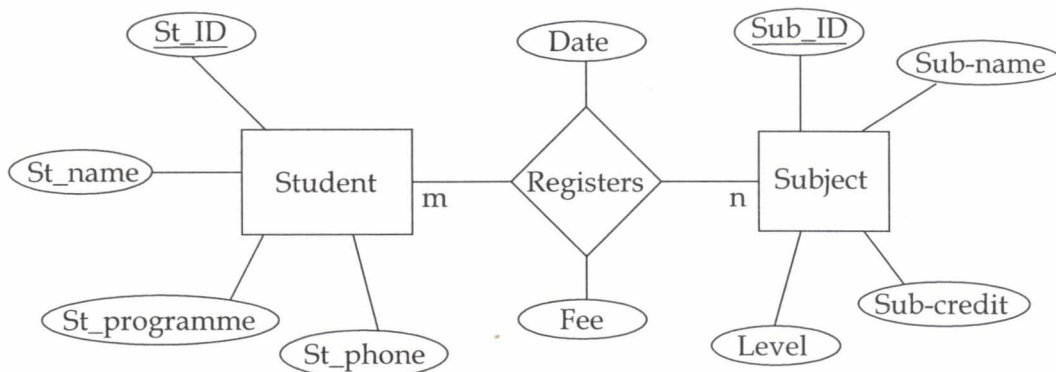 St_ID
Date
Sub_ID
Sub-name
St_name
Student
m
Registers
n
Subject
St_programme
St_phone
Fee
Level
Sub-credit